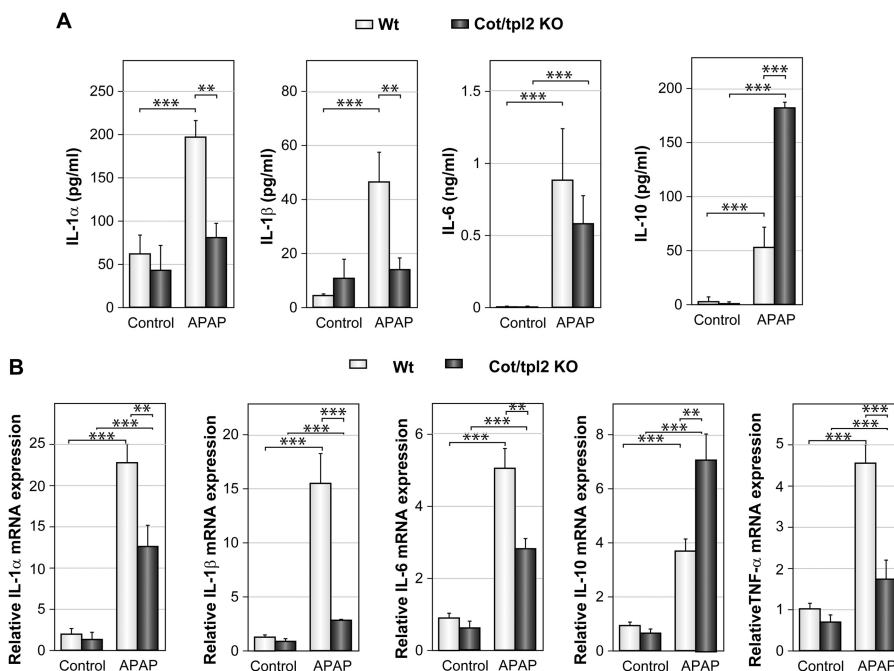 A
Wt
Cot/tpl2 KO
IL-1α (pg/ml)
250
200
150
100
50
0
***
**
Control
APAP
IL-1β (pg/ml)
80
60
40
20
0
***
**
Control
APAP
IL-6 (ng/ml)
1.5
1
0.5
0
***
***
Control
APAP
IL-10 (pg/ml)
200
150
100
50
0
***
***
***
Control
APAP
B
Wt
Cot/tpl2 KO
Relative IL-1α mRNA expression
25
20
15
10
5
0
**
***
***
Control
APAP
Relative IL-1β mRNA expression
20
15
10
5
0
***
***
***
Control
APAP
Relative IL-6 mRNA expression
6
4
2
0
**
***
***
Control
APAP
Relative IL-10 mRNA expression
8
6
4
2
0
**
***
***
Control
APAP
RelativeTNF-α mRNA expression
5
4
3
2
1
0
***
***
***
Control
APAP